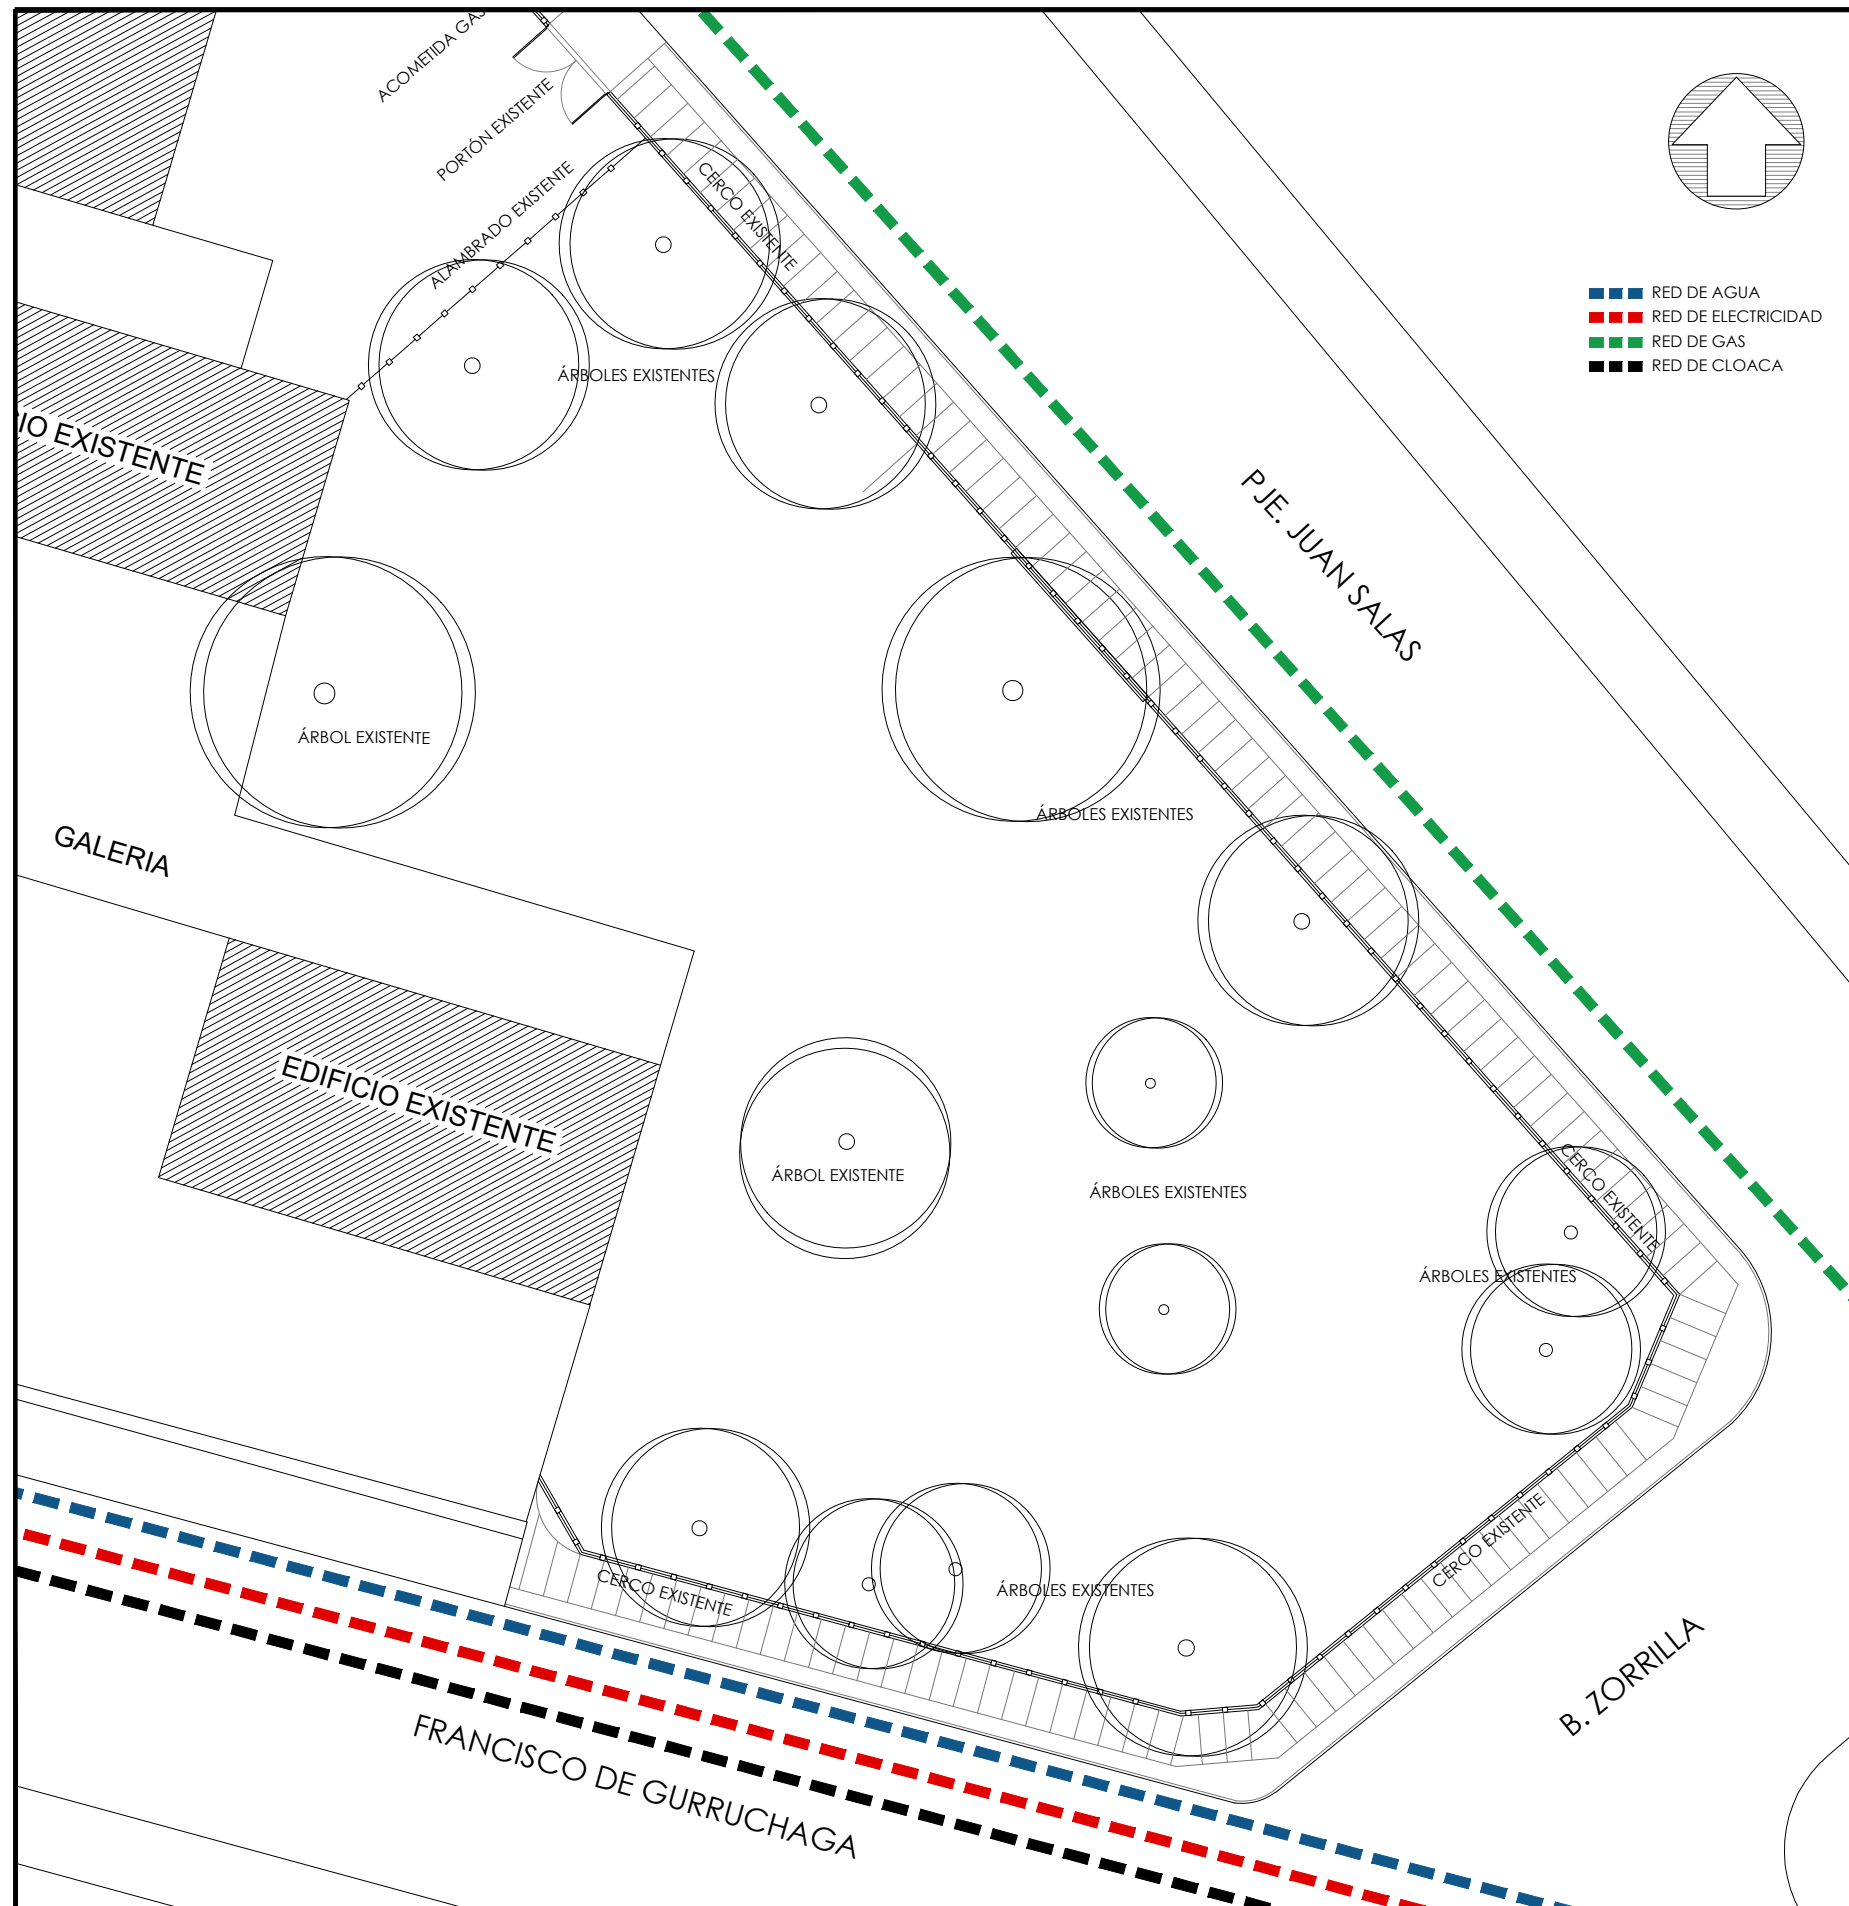 ACOMETIDA GAS
PORTÓN EXISTENTE
ALAMBRADO EXISTENTE
CERCO EXISTENTE
RED DE AGUA
RED DE ELECTRICIDAD
RED DE GAS
RED DE CLOACA
ÁRBOLES EXISTENTES
IO EXISTENTE
PJE. JUAN SALAS
ÁRBOL EXISTENTE
ÁRBOLES EXISTENTES
GALERIA
EDIFICIO EXISTENTE
ÁRBOL EXISTENTE
ÁRBOLES EXISTENTES
CERCO EXISTENTE
ÁRBOLES EXISTENTES
CERCO EXISTENTE
CERCO EXISTENTE
ÁRBOLES EXISTENTES
B. ZORRILLA
FRANCISCO DE GURRUCHAGA